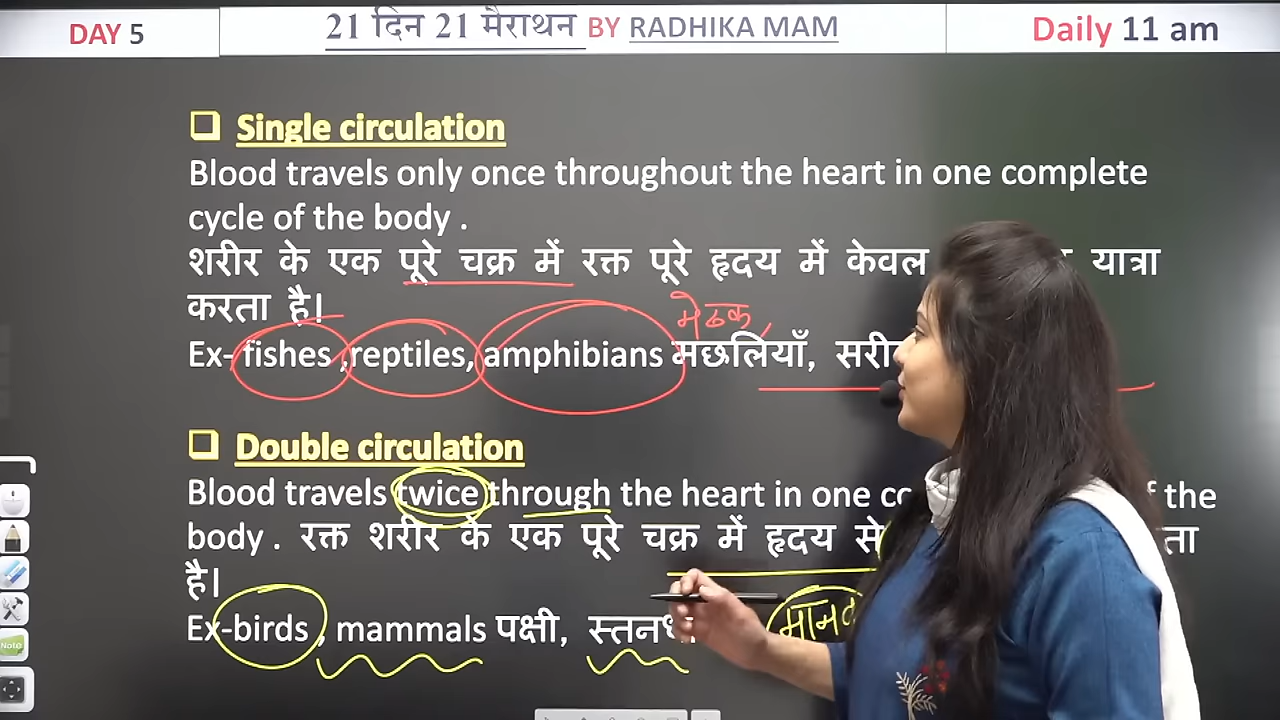 DAY 5
21 दिन 21 मैराथन BY RADHIKA MAM
Daily 11 am
Single circulation
Blood travels only once throughout the heart in one complete
cycle of the body .
शरीर के एक पूरे चक्र में रक्त पूरे हृदय में केवल यात्रा
करता है।
मेढक,
Ex- fishes ,reptiles, amphibians मछलियाँ,
Double circulation
Blood travels twice through the heart in one the
body . रक्त शरीर के एक पूरे चक्र में हृदय से
है।
Ex-birds , mammals पक्षी,
Note